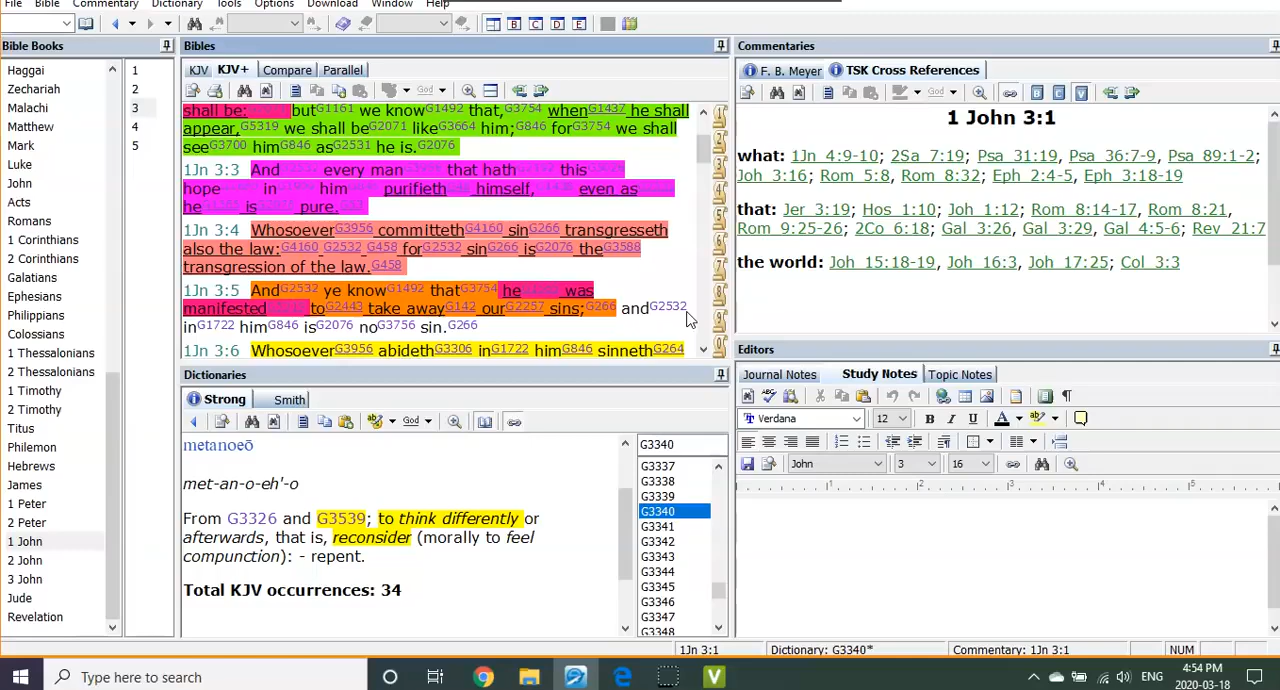 File Bible Commentary Dictionary Tools Options Download Window Help
B C D E
Bible Books
Haggai
Zechariah
Malachi
Matthew
Mark
Luke
John
Acts
Romans
1 Corinthians
2 Corinthians
Galatians
Ephesians
Philippians
Colossians
1 Thessalonians
2 Thessalonians
1 Timothy
2 Timothy
Titus
Philemon
Hebrews
James
1 Peter
2 Peter
1 John
2 John
3 John
Jude
Revelation
1
2
3
4
5
Bibles
KJV KJV+ Compare Parallel
God
shall be: butG1161 we knowG1492 that,G3754 whenG1437 he shall
appear,G5319 we shall beG2071 likeG3664 him;G846 forG3754 we shall
seeG3700 himG846 asG2531 he is.G2076
1Jn 3:3 And every man that hath this
hope in him purifieth himself, even as
he is pure.G53
1Jn 3:4 WhosoeverG3956 committethG4160 sinG266 transgresseth
also the law:G4160 G2532 G458 forG2532 sinG266 isG2076 theG3588
transgression of the law.G458
1Jn 3:5 AndG2532 ye knowG1492 thatG3754 he was
manifested toG2443 take awayG142 ourG2257 sins;G266 andG2532
inG1722 himG846 isG2076 noG3756 sin.G266
1Jn 3:6 WhosoeverG3956 abidethG3306 inG1722 himG846 sinnethG264
Dictionaries
Strong Smith
God
metanoeō
met-an-o-eh'-o
From G3326 and G3539; to think differently or
afterwards, that is, reconsider (morally to feel
compunction): - repent.
Total KJV occurrences: 34
G3340
G3337
G3338
G3339
G3340
G3341
G3342
G3343
G3344
G3345
G3346
G3347
G3348
Commentaries
F. B. Meyer TSK Cross References
God B C V
1 John 3:1
what: 1Jn 4:9-10; 2Sa 7:19; Psa 31:19, Psa 36:7-9, Psa 89:1-2;
Joh 3:16; Rom 5:8, Rom 8:32; Eph 2:4-5, Eph 3:18-19
that: Jer 3:19; Hos 1:10; Joh 1:12; Rom 8:14-17, Rom 8:21,
Rom 9:25-26; 2Co 6:18; Gal 3:26, Gal 3:29, Gal 4:5-6; Rev 21:7
the world: Joh 15:18-19, Joh 16:3, Joh 17:25; Col 3:3
Editors
Journal Notes Study Notes Topic Notes
Verdana 12 B I U A
John 3 16
1 2 3 4 5
1Jn 3:1 Dictionary: G3340* Commentary: 1Jn 3:1 NUM
Type here to search
ENG
4:54 PM
2020-03-18